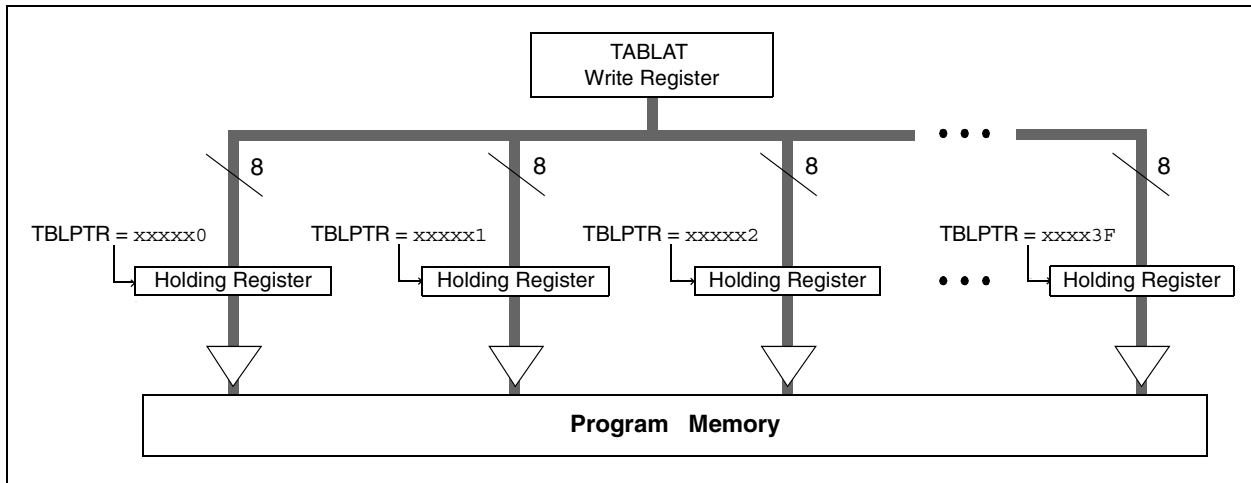 TABLAT
Write Register
8
8
8
8
TBLPTR = xxxxx0
TBLPTR = xxxxx1
TBLPTR = xxxxx2
TBLPTR = xxxx3F
Holding Register
Holding Register
Holding Register
Holding Register
Program Memory